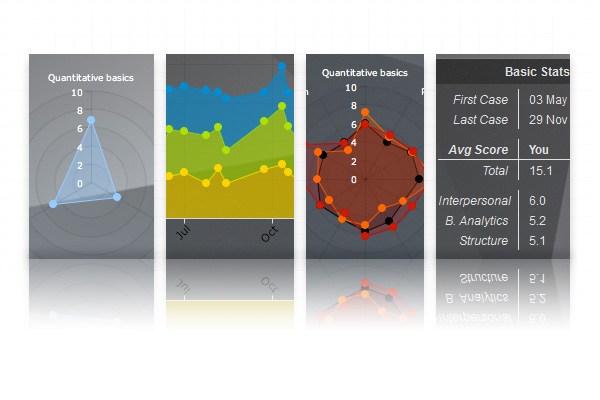 Quantitative basics
10
8
6
4
2
0
Jul
Oct
Quantitative basics
10
8
6
4
2
0
Basic Stats
First Case 03 May
Last Case 29 Nov
Avg Score You
Total 15.1
Interpersonal 6.0
B. Analytics 5.2
Structure 5.1